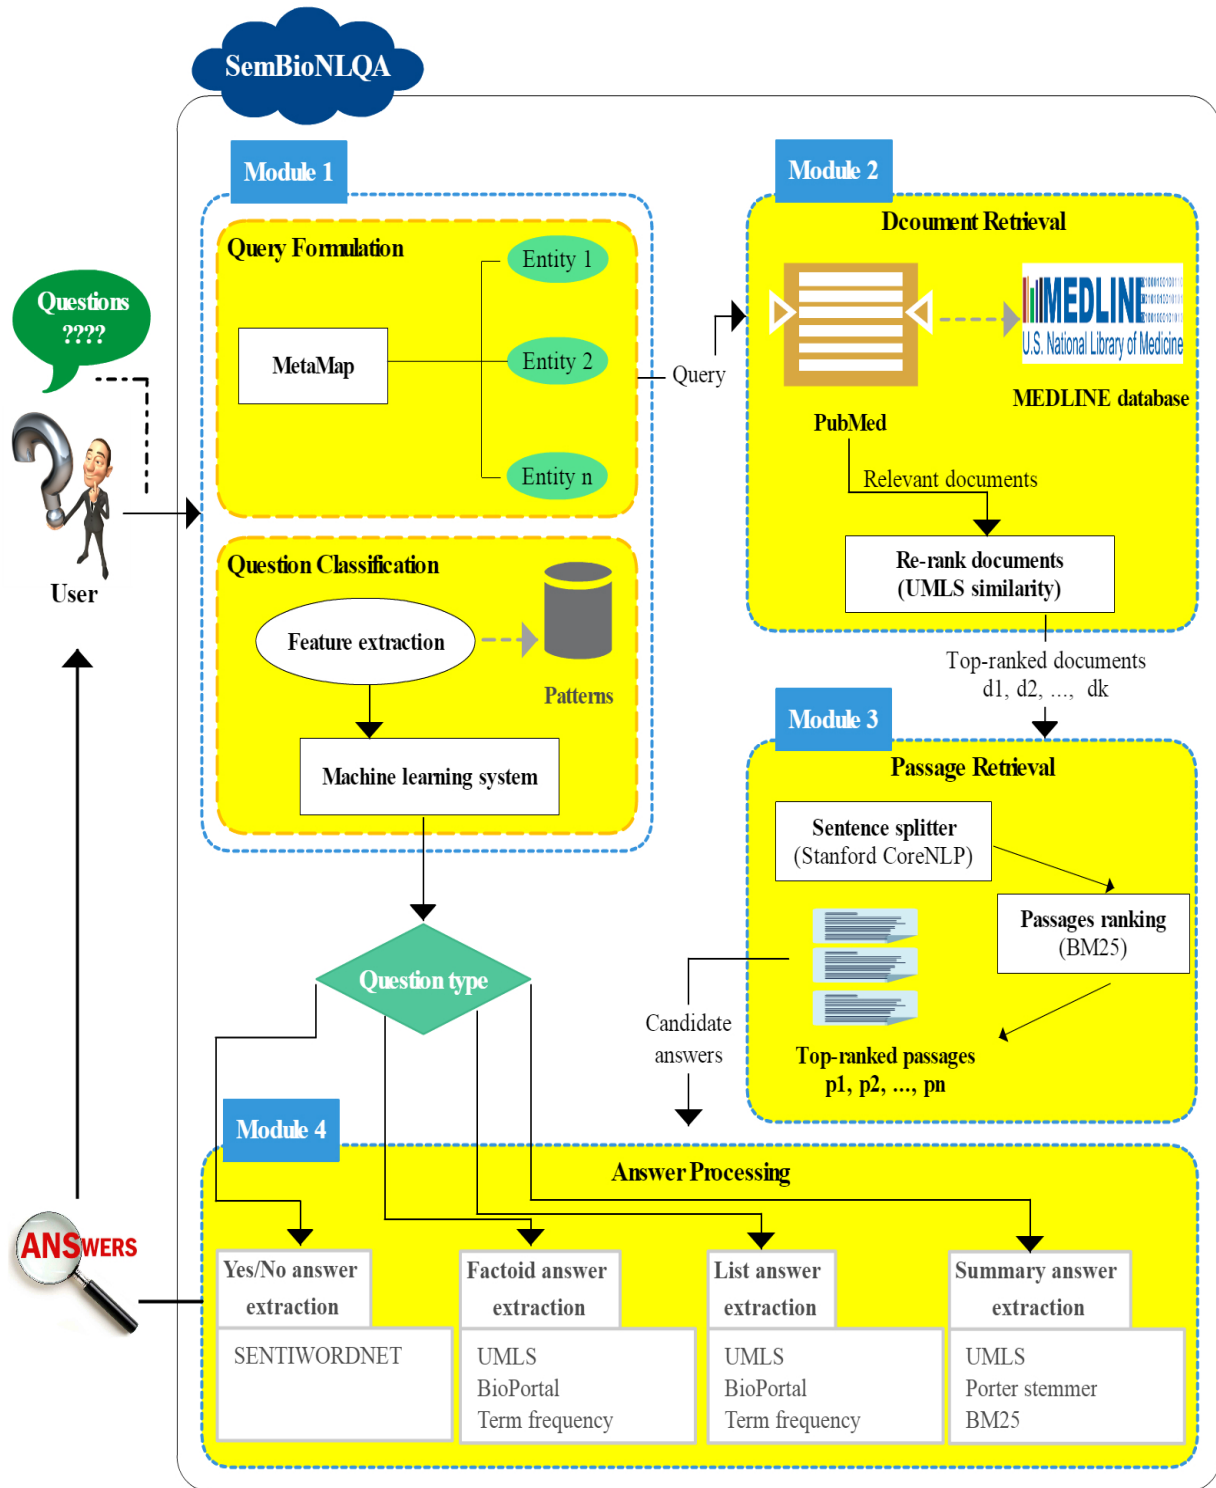 SemBioNLQA
Module 1
Query Formulation
MetaMap
Entity 1
Entity 2
Entity n
Questions
????
User
Question Classification
Feature extraction
Patterns
Machine learning system
Question type
Query
Module 2
Dcoument Retrieval
MEDLINE
U.S. National Library of Medicine
PubMed
MEDLINE database
Relevant documents
Re-rank documents
(UMLS similarity)
Top-ranked documents
d1, d2, ..., dk
Module 3
Passage Retrieval
Sentence splitter
(Stanford CoreNLP)
Passages ranking
(BM25)
Top-ranked passages
p1, p2, ..., pn
Candidate
answers
Module 4
Answer Processing
Yes/No answer
extraction
SENTIWORDNET
Factoid answer
extraction
UMLS
BioPortal
Term frequency
List answer
extraction
UMLS
BioPortal
Term frequency
Summary answer
extraction
UMLS
Porter stemmer
BM25
ANSWERS